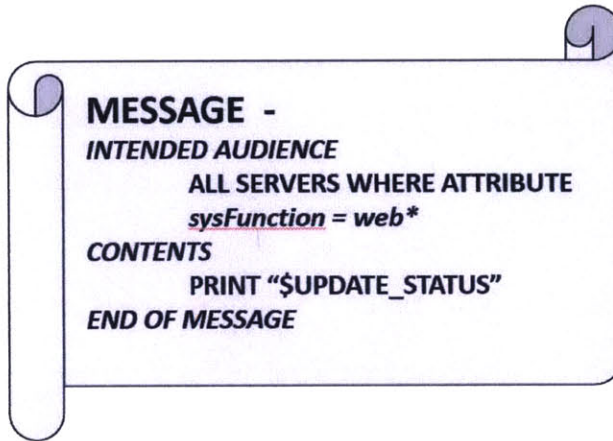 MESSAGE -
INTENDED AUDIENCE
ALL SERVERS WHERE ATTRIBUTE
sysFunction = web*
CONTENTS
PRINT “$UPDATE_STATUS”
END OF MESSAGE